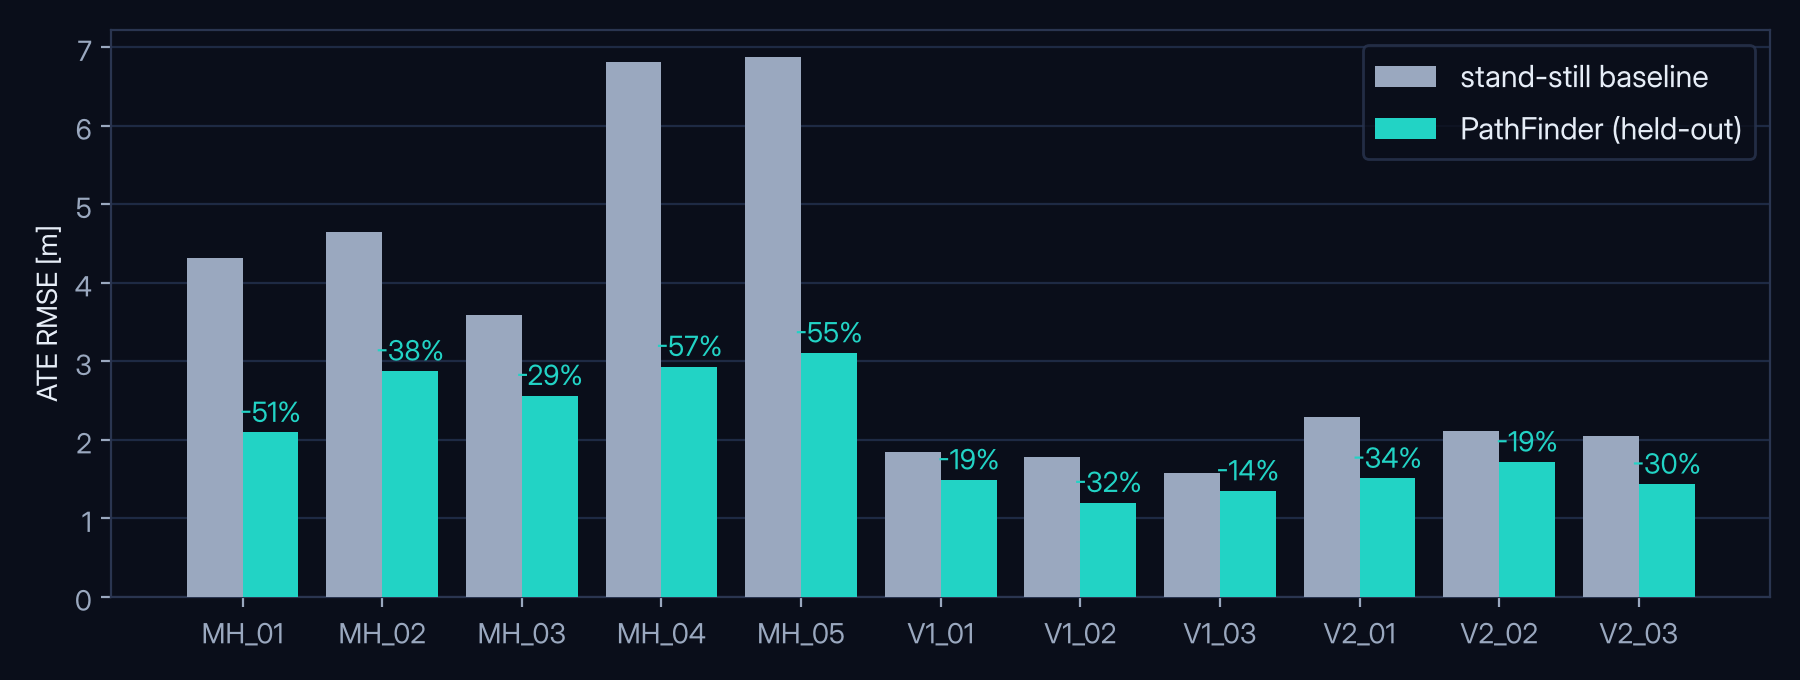 stand-still baseline
PathFinder (held-out)
ATE RMSE [m]
7
6
5
4
3
2
1
0
-51%
-38%
-29%
-57%
-55%
-19%
-32%
-14%
-34%
-19%
-30%
MH_01
MH_02
MH_03
MH_04
MH_05
V1_01
V1_02
V1_03
V2_01
V2_02
V2_03